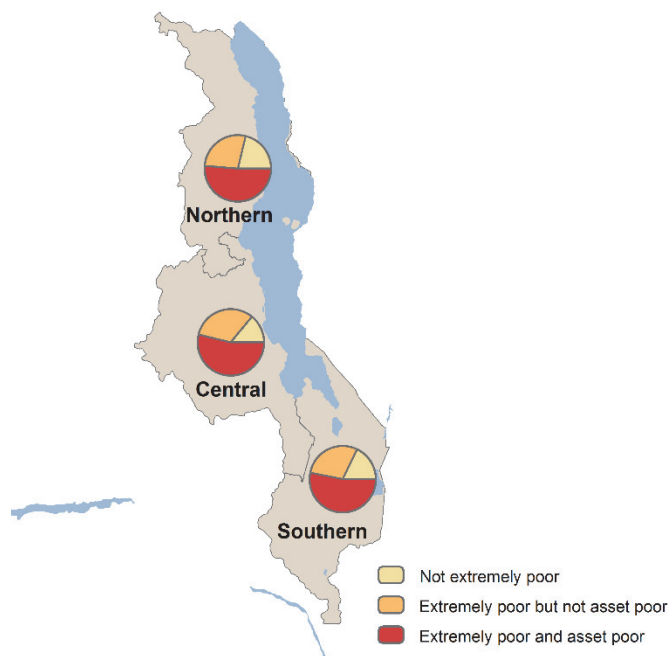 Northern
Central
Southern
Not extremely poor
Extremely poor but not asset poor
Extremely poor and asset poor